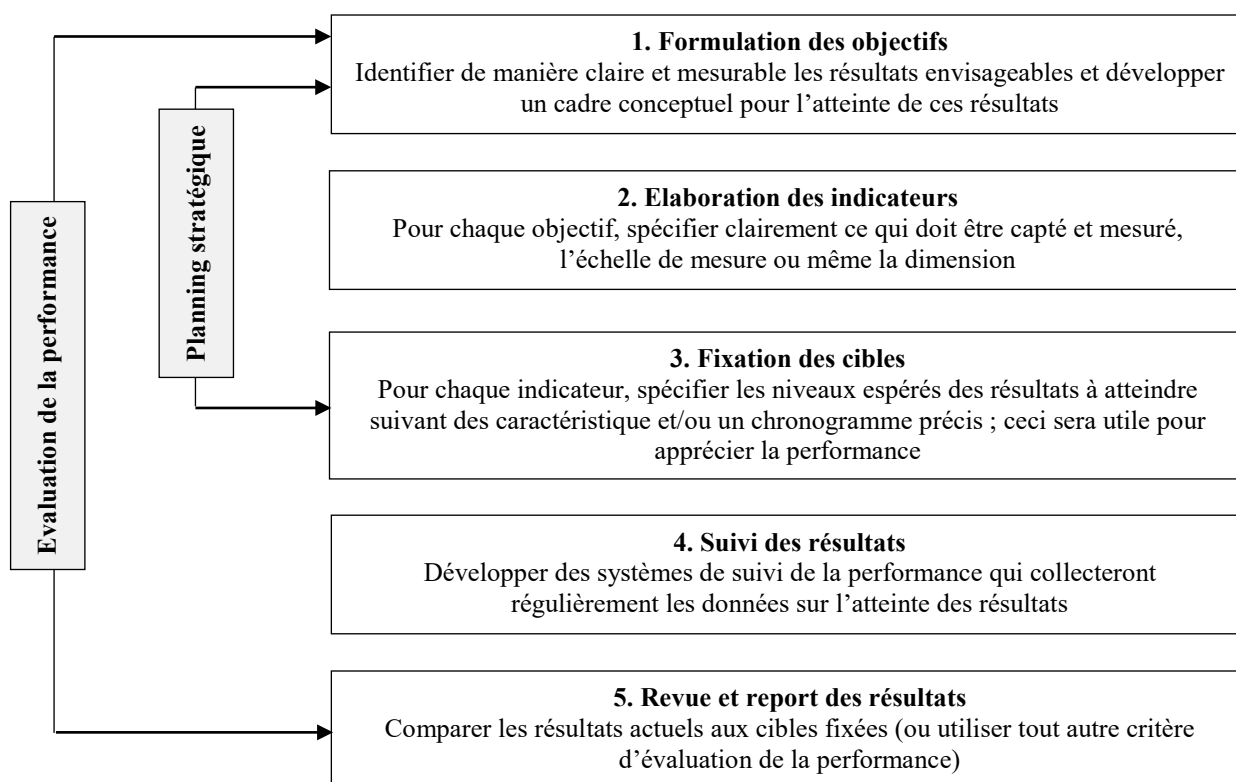 Evaluation de la performance
Planning stratégique
1. Formulation des objectifs
Identifier de manière claire et mesurable les résultats envisageables et développer
un cadre conceptuel pour l’atteinte de ces résultats
2. Elaboration des indicateurs
Pour chaque objectif, spécifier clairement ce qui doit être capté et mesuré,
l’échelle de mesure ou même la dimension
3. Fixation des cibles
Pour chaque indicateur, spécifier les niveaux espérés des résultats à atteindre
suivant des caractéristique et/ou un chronogramme précis ; ceci sera utile pour
apprécier la performance
4. Suivi des résultats
Développer des systèmes de suivi de la performance qui collecteront
régulièrement les données sur l’atteinte des résultats
5. Revue et report des résultats
Comparer les résultats actuels aux cibles fixées (ou utiliser tout autre critère
d’évaluation de la performance)